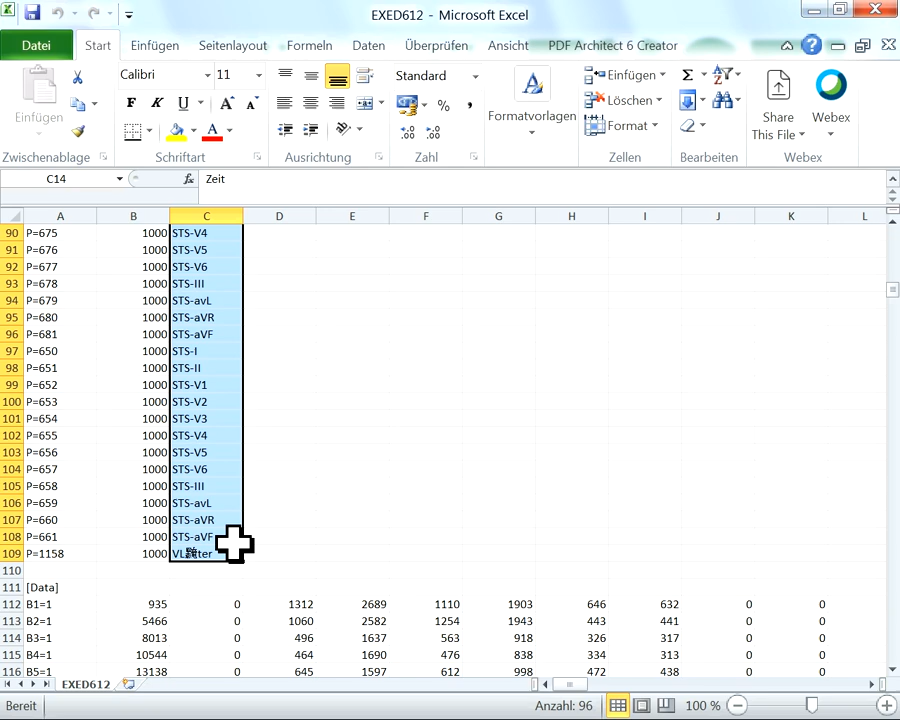 EXED612 - Microsoft Excel
Datei Start Einfügen Seitenlayout Formeln Daten Überprüfen Ansicht PDF Architect 6 Creator
Einfügen
Zwischenablage
Calibri 11
F K U
Schriftart
Ausrichtung
Standard
Zahl
Formatvorlagen
Einfügen
Löschen
Format
Zellen
Bearbeiten
Share This File
Webex
Webex
C14 fx Zeit
A B C D E F G H I J K L
90 P=675 1000 STS-V4
91 P=676 1000 STS-V5
92 P=677 1000 STS-V6
93 P=678 1000 STS-III
94 P=679 1000 STS-avL
95 P=680 1000 STS-aVR
96 P=681 1000 STS-aVF
97 P=650 1000 STS-I
98 P=651 1000 STS-II
99 P=652 1000 STS-V1
100 P=653 1000 STS-V2
101 P=654 1000 STS-V3
102 P=655 1000 STS-V4
103 P=656 1000 STS-V5
104 P=657 1000 STS-V6
105 P=658 1000 STS-III
106 P=659 1000 STS-avL
107 P=660 1000 STS-aVR
108 P=661 1000 STS-aVF
109 P=1158 1000
110
111 [Data]
112 B1=1 935 0 1312 2689 1110 1903 646 632 0 0
113 B2=1 5466 0 1060 2582 1254 1943 443 441 0 0
114 B3=1 8013 0 496 1637 563 918 326 317 0 0
115 B4=1 10544 0 464 1690 476 838 334 313 0 0
116 B5=1 13138 0 645 1597 612 998 472 438 0 0
EXED612
Bereit Anzahl: 96 100 %